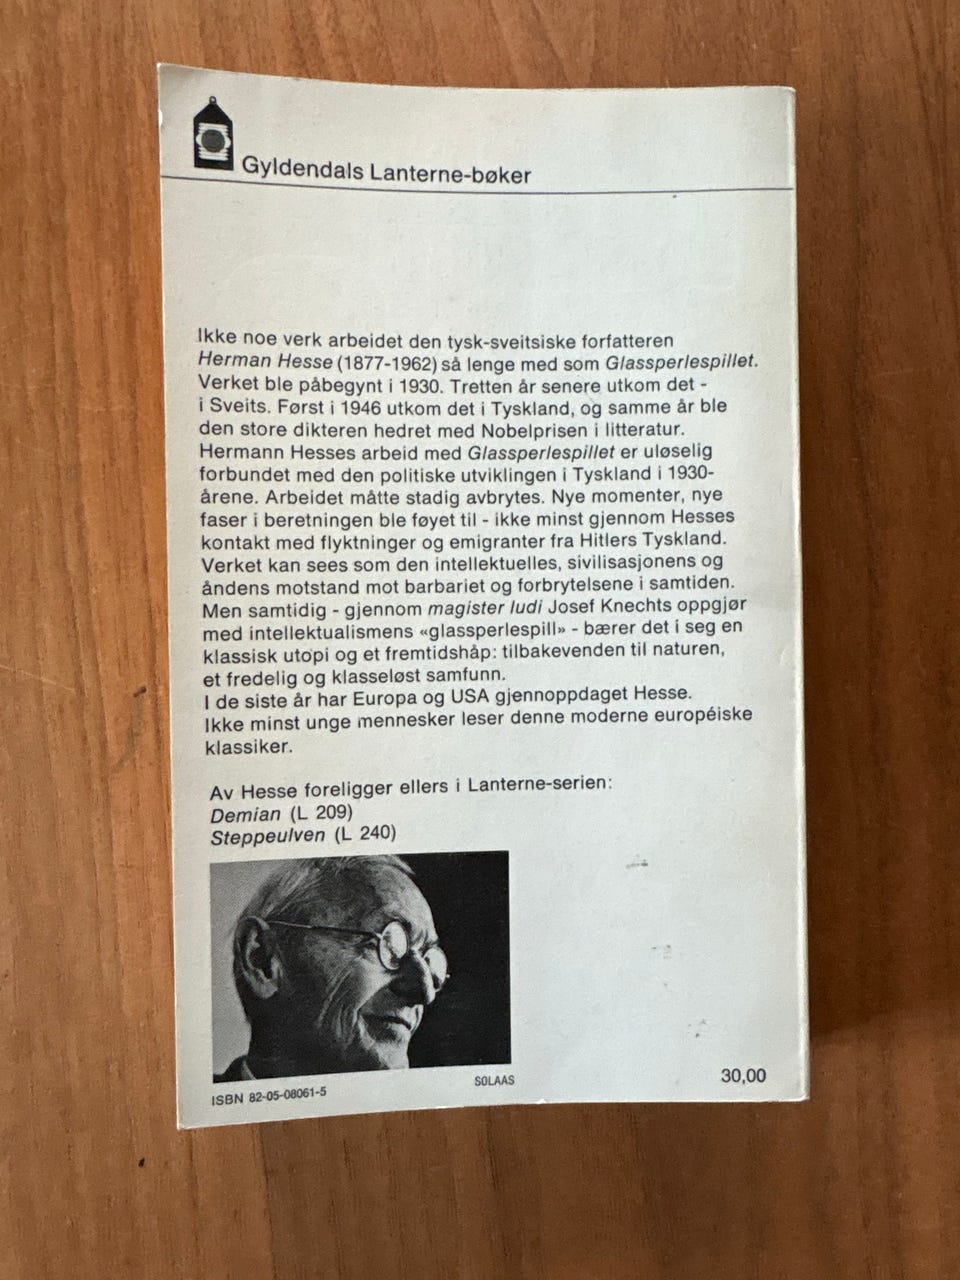 Gyldendals Lanterne-bøker
Ikke noe verk arbeidet den tysk-sveitsiske forfatteren
Herman Hesse (1877-1962) så lenge med som Glassperlespillet.
Verket ble påbegynt i 1930. Tretten år senere utkom det -
i Sveits. Først i 1946 utkom det i Tyskland, og samme år ble
den store dikteren hedret med Nobelprisen i litteratur.
Hermann Hesses arbeid med Glassperlespillet er uløselig
forbundet med den politiske utviklingen i Tyskland i 1930-
årene. Arbeidet måtte stadig avbrytes. Nye momenter, nye
faser i beretningen ble føyet til - ikke minst gjennom Hesses
kontakt med flyktninger og emigranter fra Hitlers Tyskland.
Verket kan sees som den intellektuelles, sivilisasjonens og
åndens motstand mot barbariet og forbrytelsene i samtiden.
Men samtidig - gjennom magister ludi Josef Knechts oppgjør
med intellektualismens «glassperlespill» - bærer det i seg en
klassisk utopi og et fremtidshåp: tilbakevenden til naturen,
et fredelig og klasseløst samfunn.
I de siste år har Europa og USA gjennoppdaget Hesse.
Ikke minst unge mennesker leser denne moderne européiske
klassiker.
Av Hesse foreligger ellers i Lanterne-serien:
Demian (L 209)
Steppeulven (L 240)
ISBN 82-05-08061-5
SOLAAS
30,00